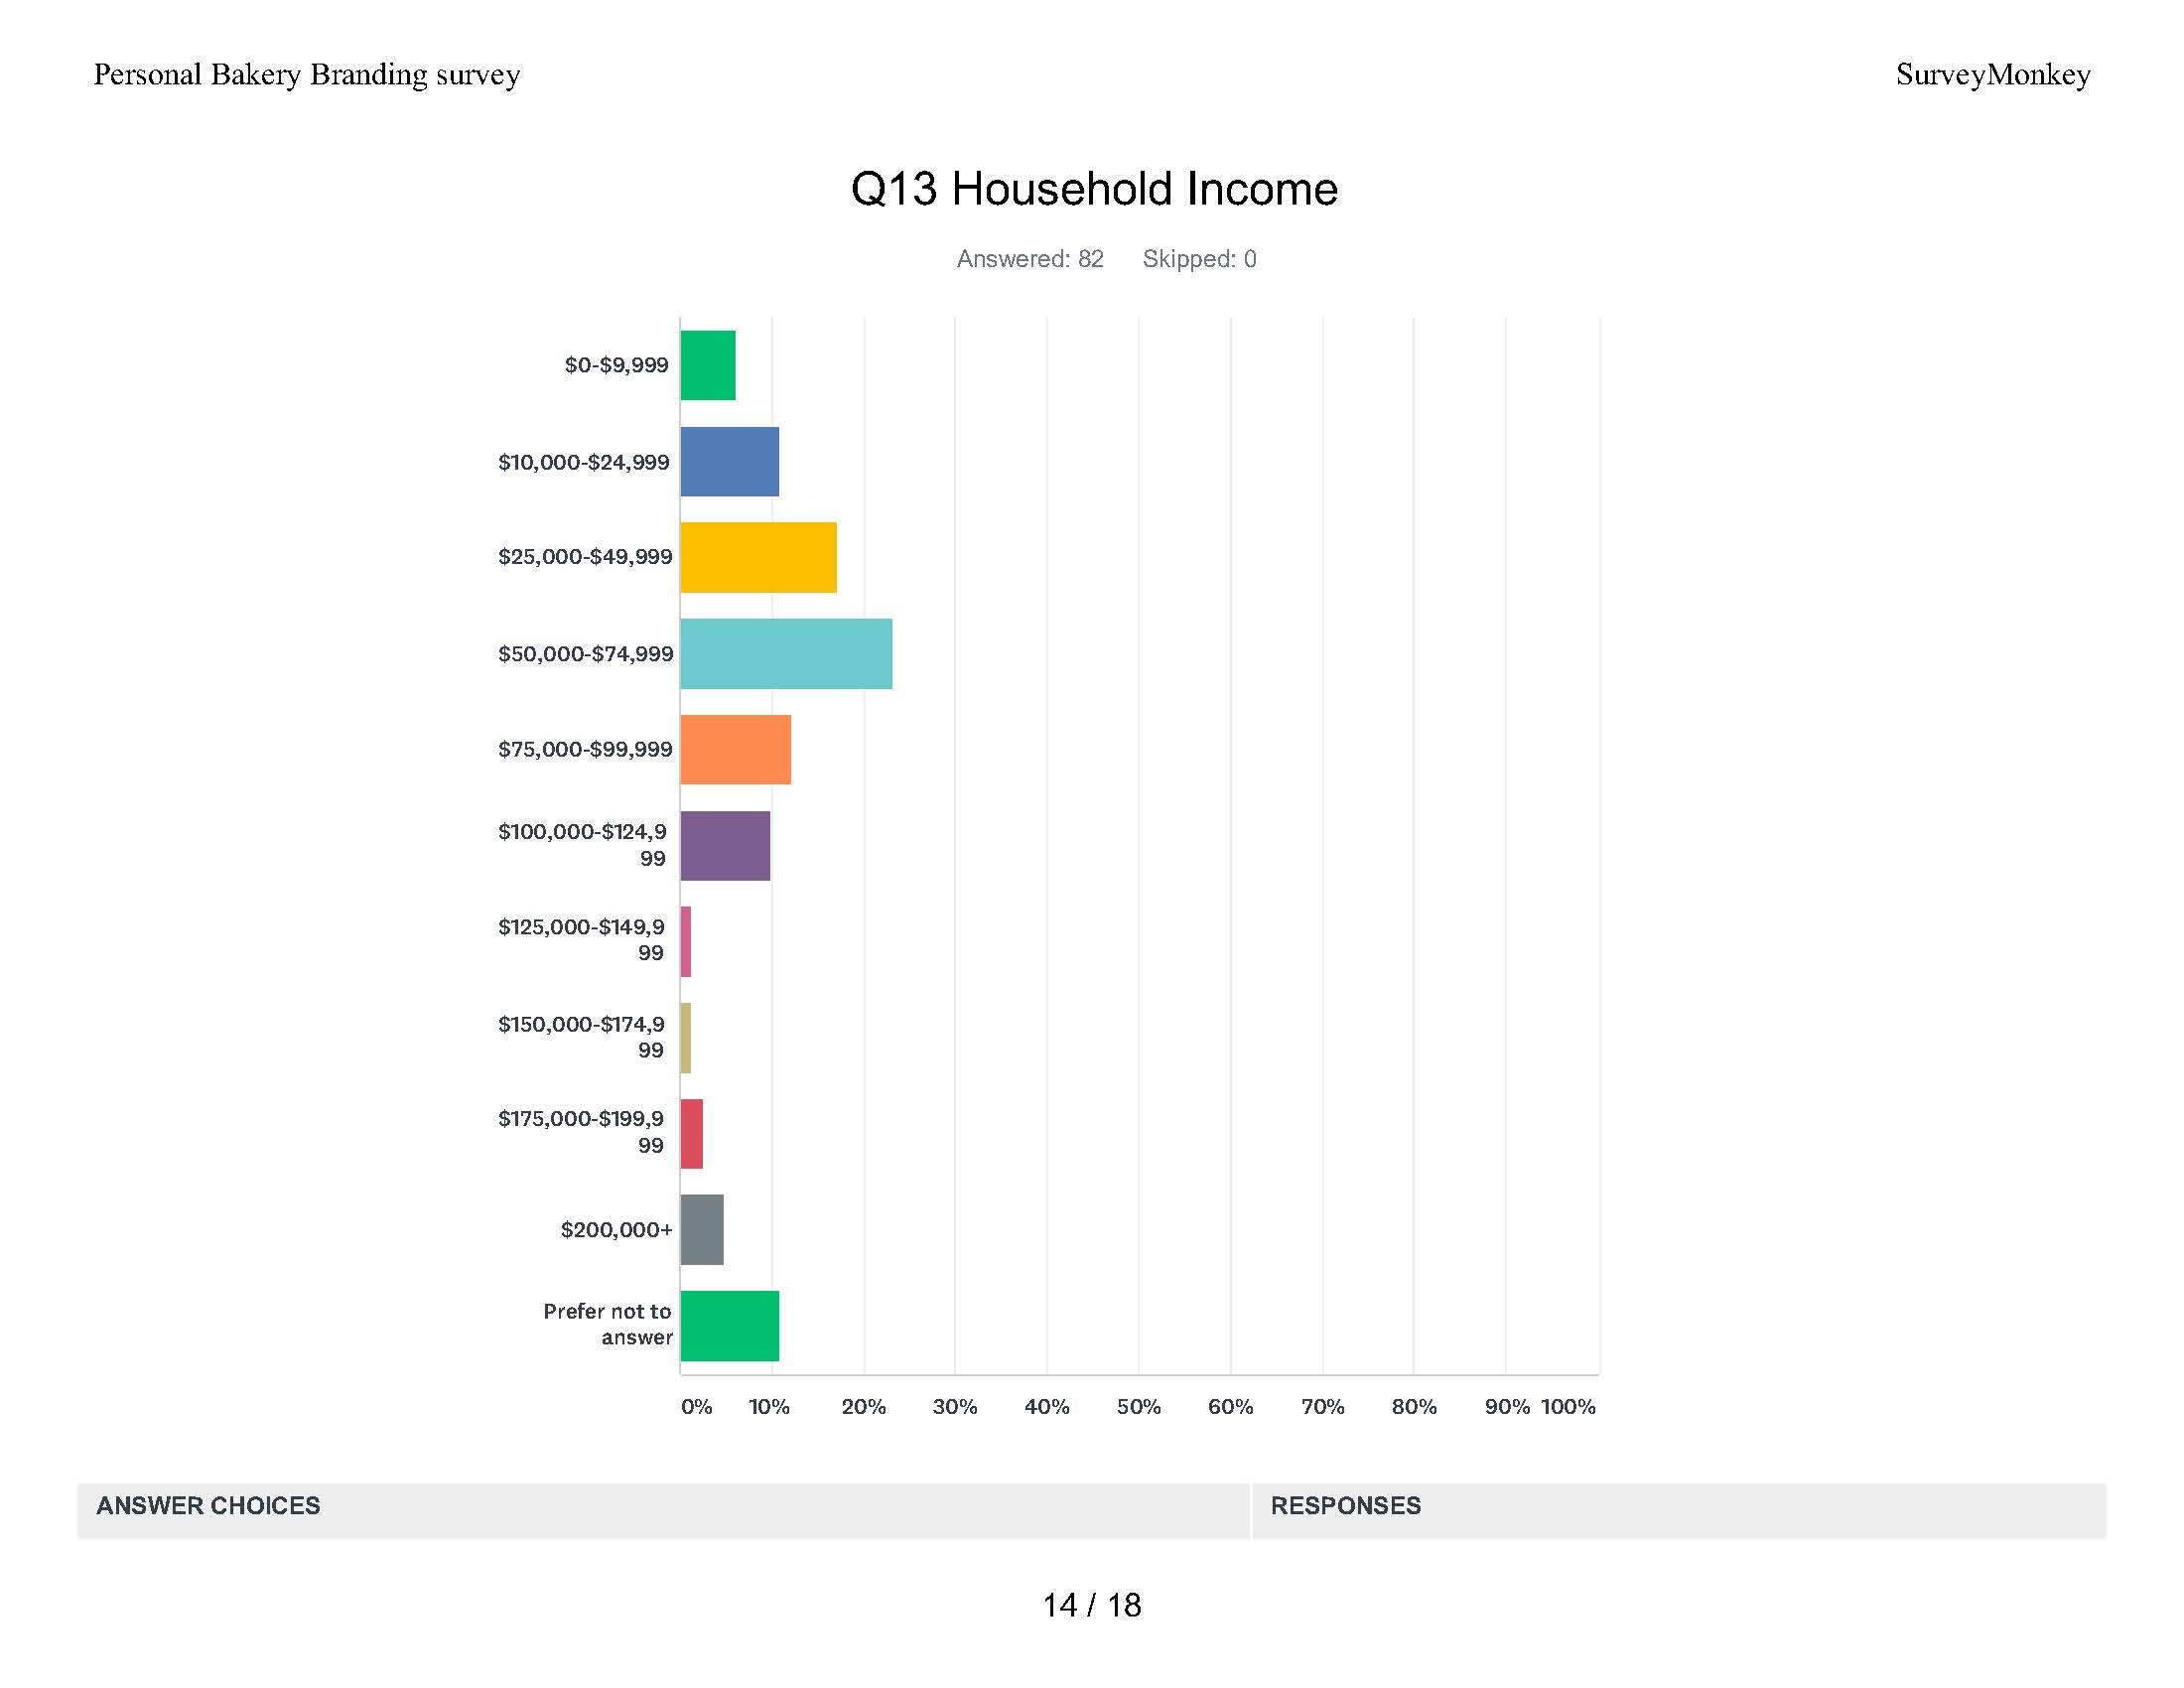 Personal Bakery Branding survey SurveyMonkey
Q13 Household Income
Answered: 82 Skipped: 0
$0-$9,999
$10,000-$24,999
$25,000-$49,999
$50,000-$74,999
$75,000-$99,999
$100,000-$124,9
99
$125,000-$149,9
99
$150,000-$174,9
99
$175,000-$199,9
99
$200,000+
Prefer not to
answer
0% 10% 20% 30% 40% 50% 60% 70% 80% 90% 100%
ANSWER CHOICES RESPONSES
14 / 18